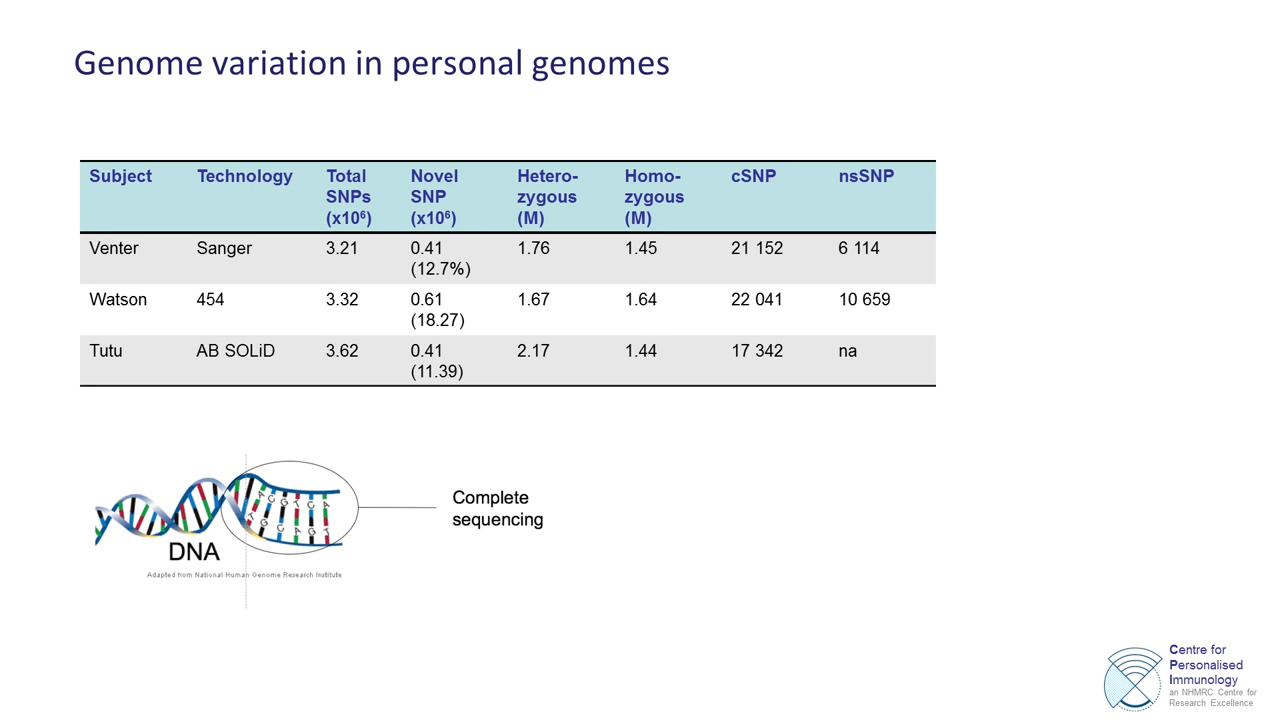 Genome variation in personal genomes
Subject Technology Total SNPs (x10⁶) Novel SNP (x10⁶) Hetero-zygous (M) Homo-zygous (M) cSNP nsSNP
Venter Sanger 3.21 0.41 (12.7%) 1.76 1.45 21 152 6 114
Watson 454 3.32 0.61 (18.27) 1.67 1.64 22 041 10 659
Tutu AB SOLiD 3.62 0.41 (11.39) 2.17 1.44 17 342 na
Complete
sequencing
DNA
Adapted from National Human Genome Research Institute
Centre for
Personalised
Immunology
an NHMRC Centre for
Research Excellence